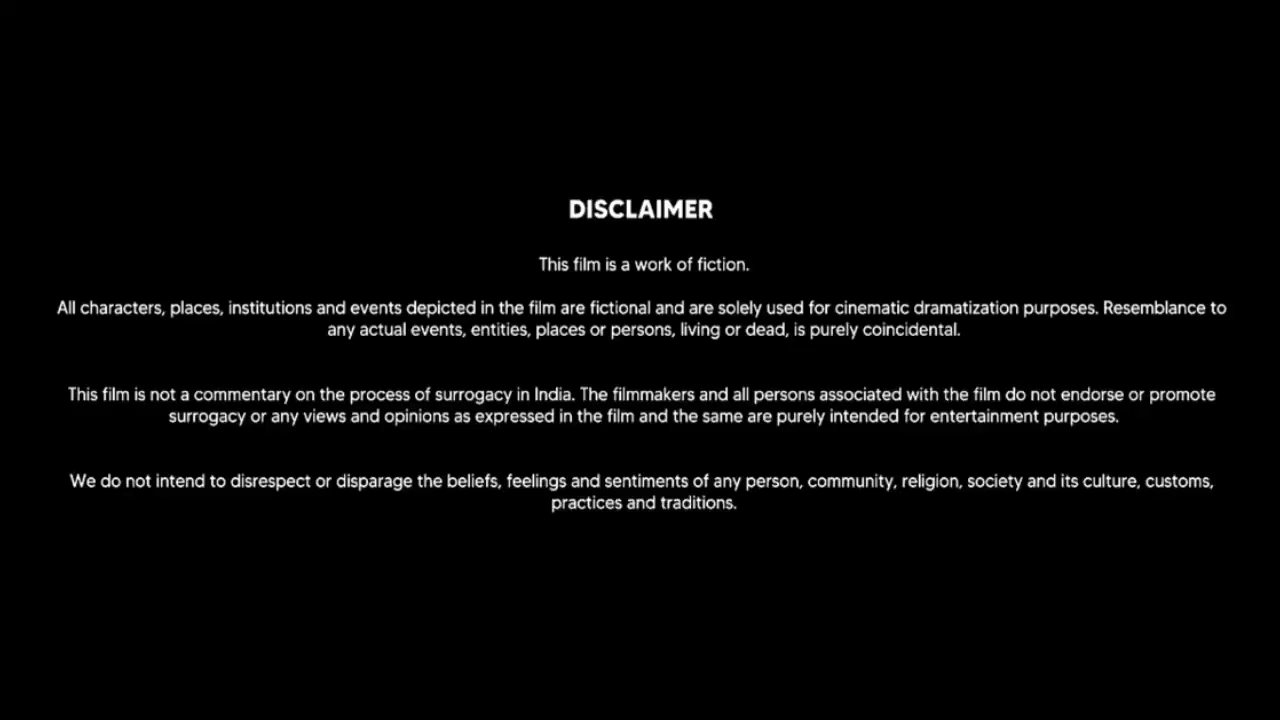 DISCLAIMER
This film is a work of fiction.
All characters, places, institutions and events depicted in the film are fictional and are solely used for cinematic dramatization purposes. Resemblance to
any actual events, entities, places or persons, living or dead, is purely coincidental.
This film is not a commentary on the process of surrogacy in India. The filmmakers and all persons associated with the film do not endorse or promote
surrogacy or any views and opinions as expressed in the film and the same are purely intended for entertainment purposes.
We do not intend to disrespect or disparage the beliefs, feelings and sentiments of any person, community, religion, society and its culture, customs,
practices and traditions.